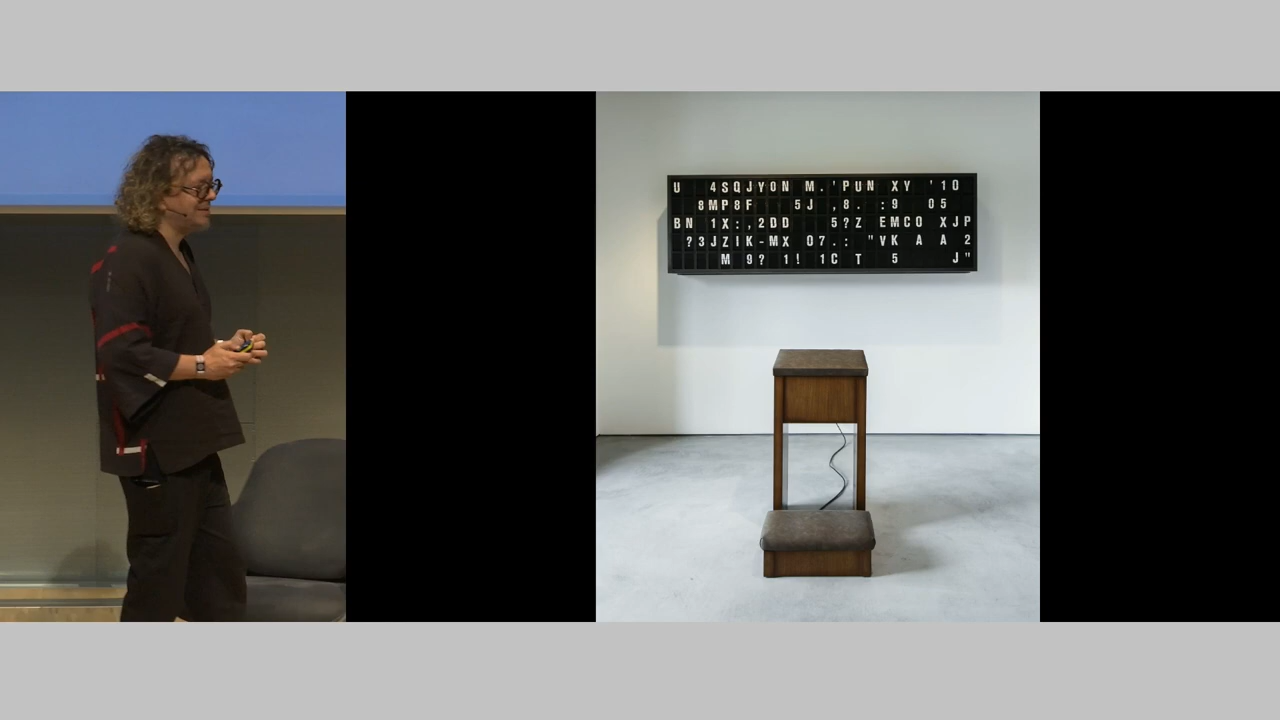 U 4SQJYON M.'PUN XY '10
8MP8F 5J ,8. :9 05
BN 1X:,2DD 5?Z EMCO XJP
?3JZIK-MX 07.: "VK A A 2
M 9? 1! 1C T 5 J"